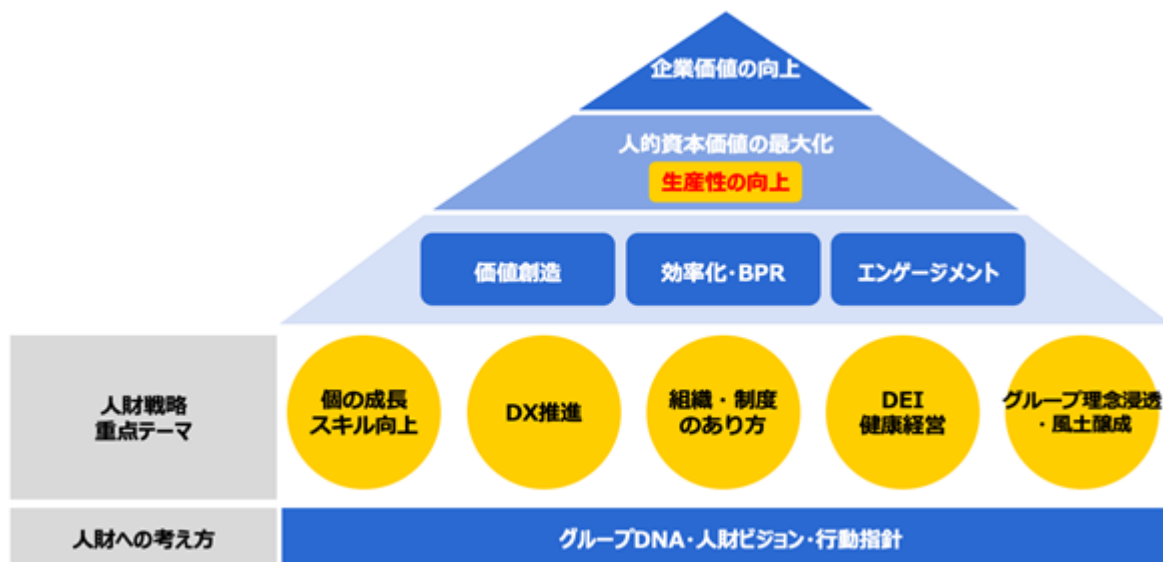 企業価値の向上
人的資本価値の最大化
生産性の向上
価値創造
効率化・BPR
エンゲージメント
人財戦略
重点テーマ
個の成長
スキル向上
DX推進
組織・制度
のあり方
DEI
健康経営
グループ理念浸透
・風土醸成
人財への考え方
グループDNA・人財ビジョン・行動指針